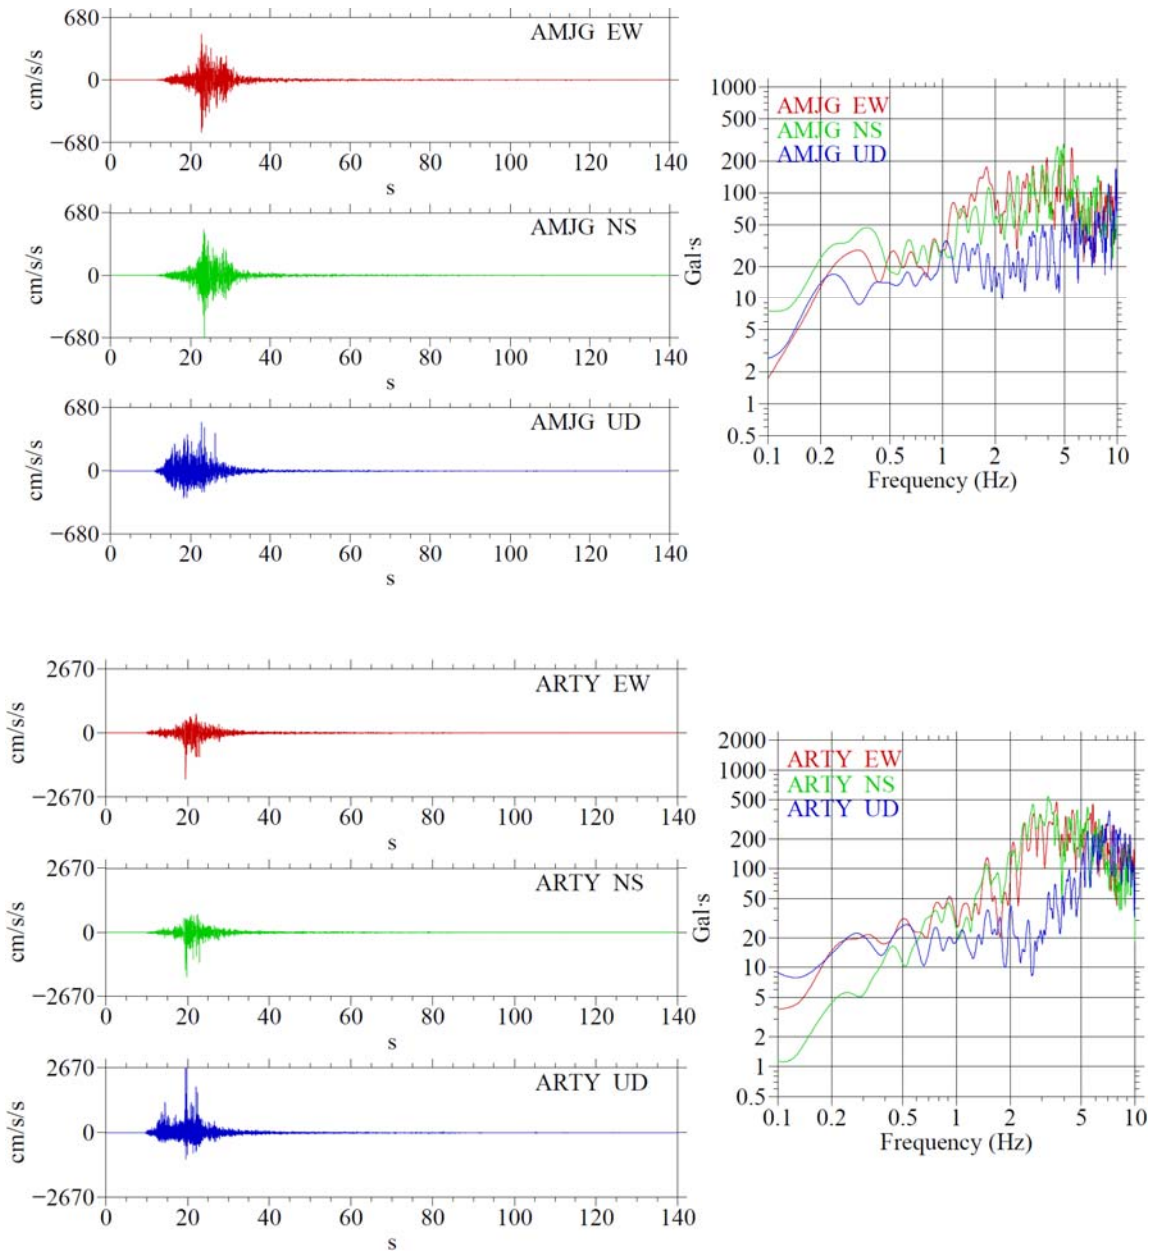 680
AMJG EW
cm/s/s
0
−680
0 20 40 60 80 100 120 140
s
680
AMJG NS
cm/s/s
0
−680
0 20 40 60 80 100 120 140
s
680
AMJG UD
cm/s/s
0
−680
0 20 40 60 80 100 120 140
s
1000
500
200
100
50
20
10
5
2
1
0.5
Gal·s
AMJG EW
AMJG NS
AMJG UD
0.1 0.2 0.5 1 2 5 10
Frequency (Hz)
2670
ARTY EW
cm/s/s
0
−2670
0 20 40 60 80 100 120 140
s
2670
ARTY NS
cm/s/s
0
−2670
0 20 40 60 80 100 120 140
s
2670
ARTY UD
cm/s/s
0
−2670
0 20 40 60 80 100 120 140
s
2000
1000
500
200
100
50
20
10
5
2
1
0.5
Gal·s
ARTY EW
ARTY NS
ARTY UD
0.1 0.2 0.5 1 2 5 10
Frequency (Hz)